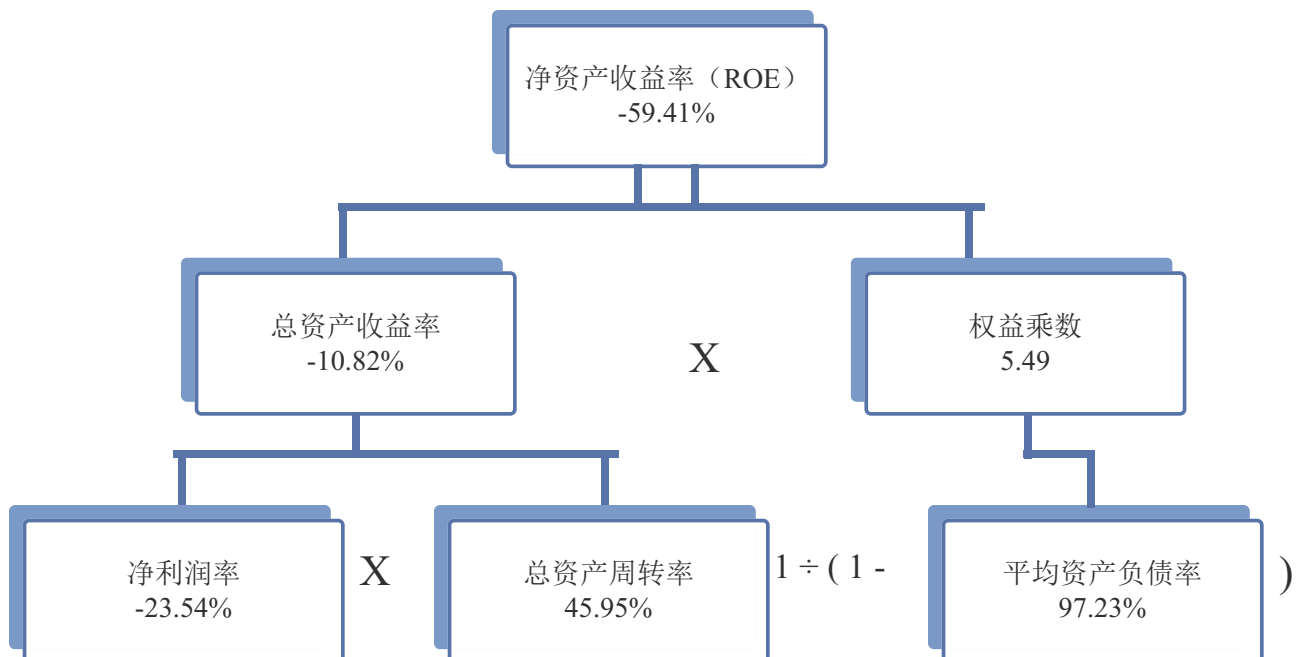 净资产收益率（ROE）
-59.41%
总资产收益率
-10.82%
X
权益乘数
5.49
净利润率
-23.54%
X
总资产周转率
45.95%
1 ÷ ( 1 -
平均资产负债率
97.23%
)